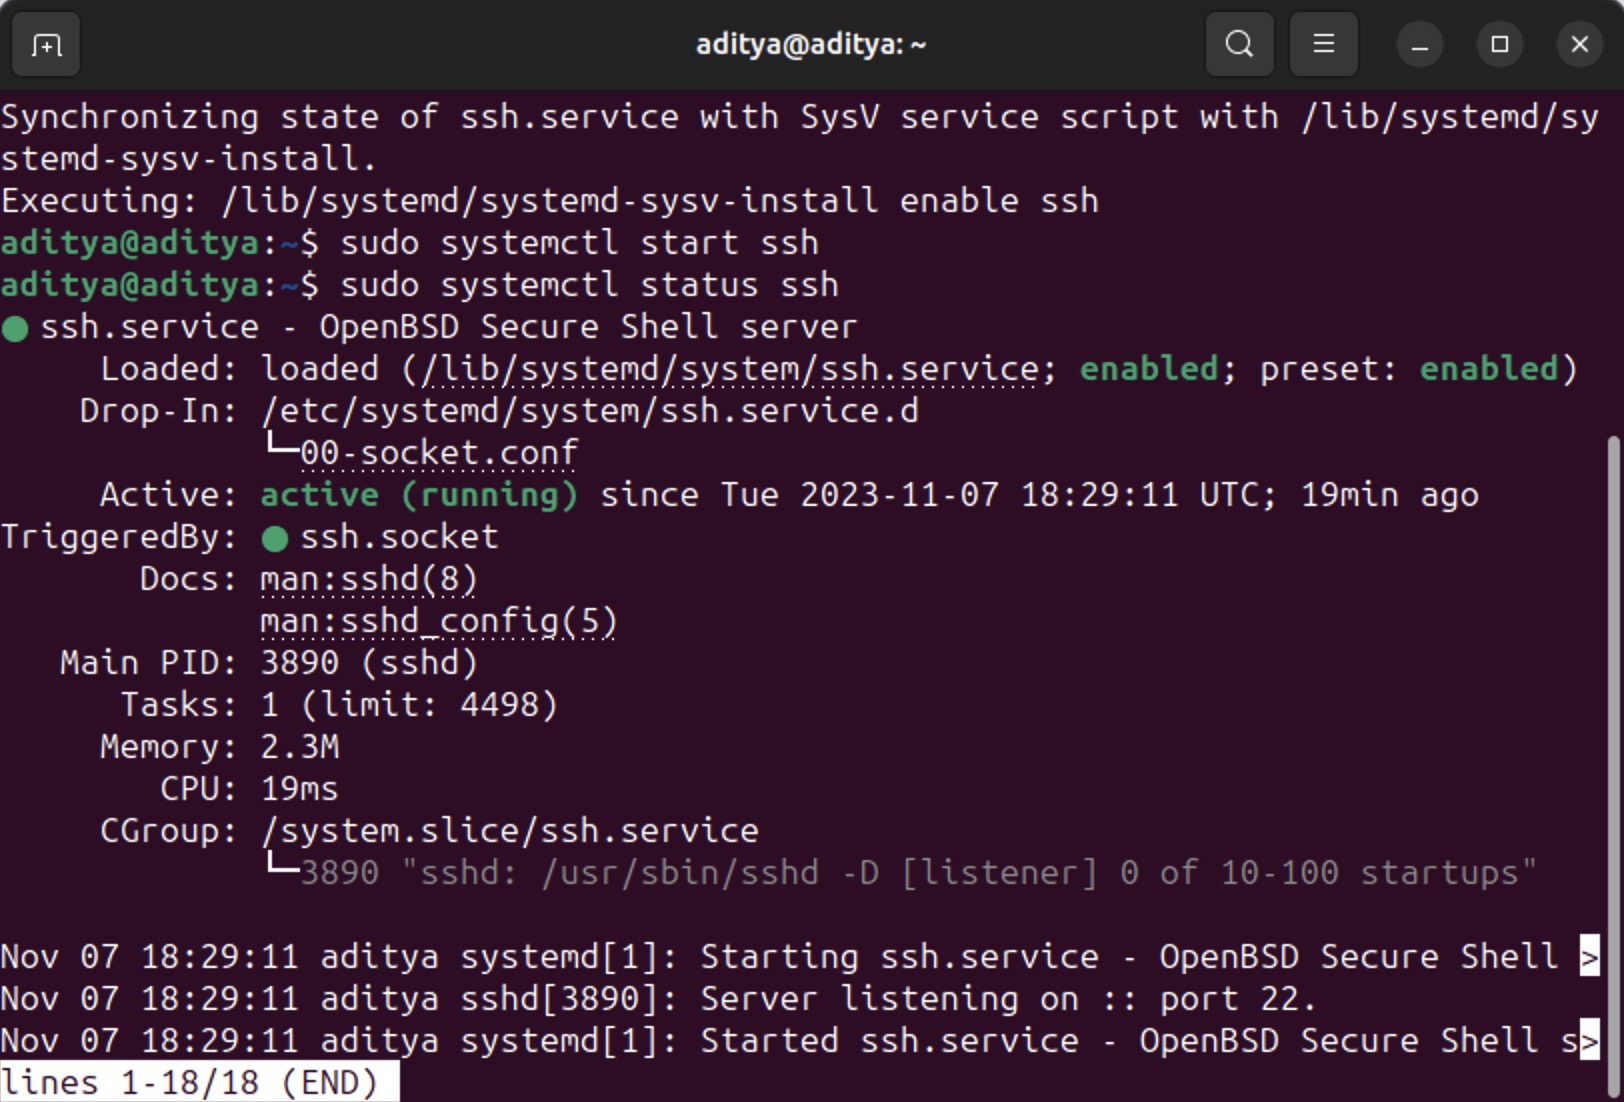 aditya@aditya: ~
Synchronizing state of ssh.service with SysV service script with /lib/systemd/sy
stemd-sysv-install.
Executing: /lib/systemd/systemd-sysv-install enable ssh
aditya@aditya:~$ sudo systemctl start ssh
aditya@aditya:~$ sudo systemctl status ssh
● ssh.service - OpenBSD Secure Shell server
     Loaded: loaded (/lib/systemd/system/ssh.service; enabled; preset: enabled)
    Drop-In: /etc/systemd/system/ssh.service.d
             └─00-socket.conf
     Active: active (running) since Tue 2023-11-07 18:29:11 UTC; 19min ago
TriggeredBy: ● ssh.socket
       Docs: man:sshd(8)
             man:sshd_config(5)
   Main PID: 3890 (sshd)
      Tasks: 1 (limit: 4498)
     Memory: 2.3M
        CPU: 19ms
     CGroup: /system.slice/ssh.service
             └─3890 "sshd: /usr/sbin/sshd -D [listener] 0 of 10-100 startups"
Nov 07 18:29:11 aditya systemd[1]: Starting ssh.service - OpenBSD Secure Shell >
Nov 07 18:29:11 aditya sshd[3890]: Server listening on :: port 22.
Nov 07 18:29:11 aditya systemd[1]: Started ssh.service - OpenBSD Secure Shell s>
lines 1-18/18 (END)